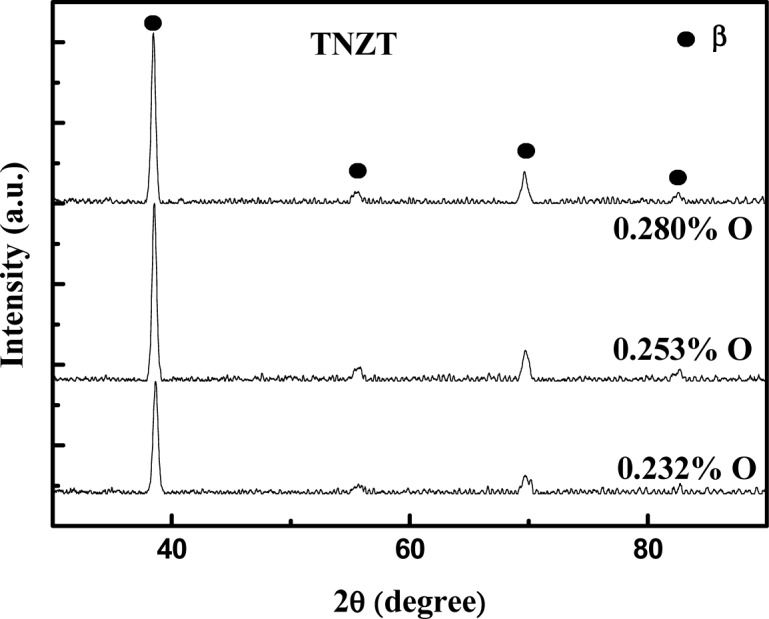 TNZT
β
0.280% O
0.253% O
0.232% O
Intensity (a.u.)
40 60 80
2θ (degree)